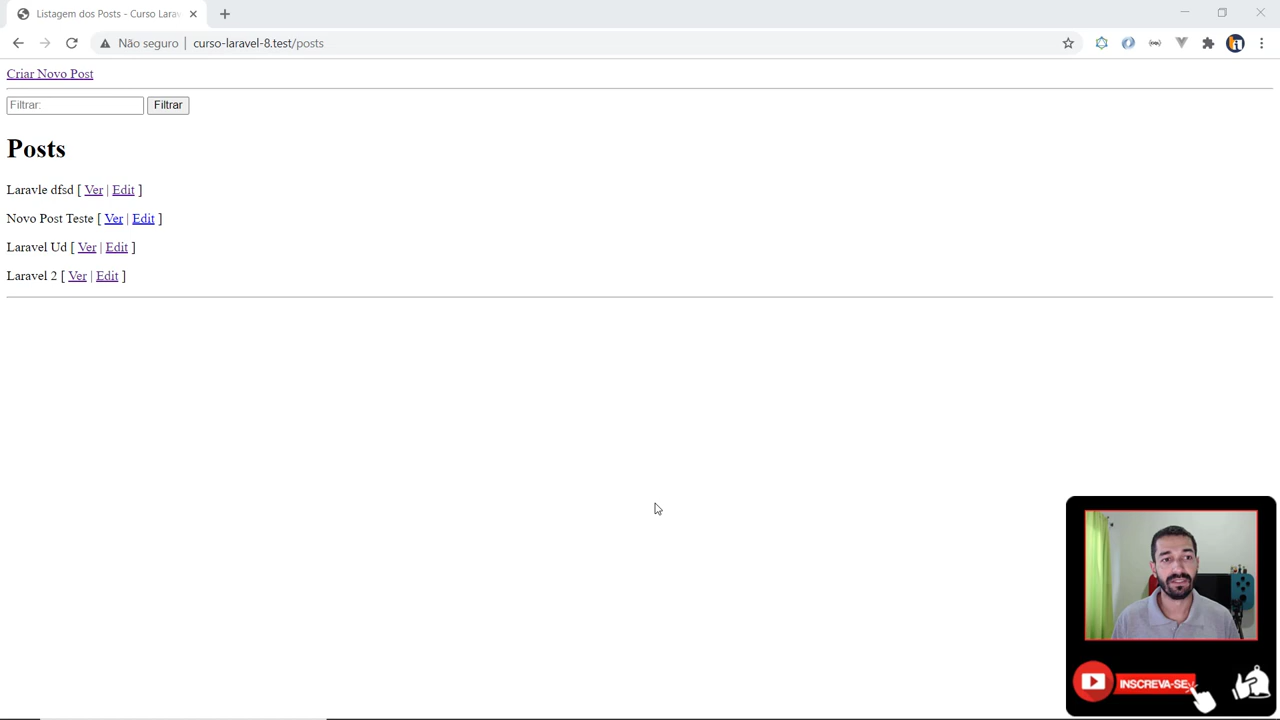 Listagem dos Posts - Curso Larav
Não seguro | curso-laravel-8.test/posts
Criar Novo Post
Filtrar: Filtrar
Posts
Laravle dfsd [ Ver | Edit ]
Novo Post Teste [ Ver | Edit ]
Laravel Ud [ Ver | Edit ]
Laravel 2 [ Ver | Edit ]
INSCREVA-SE